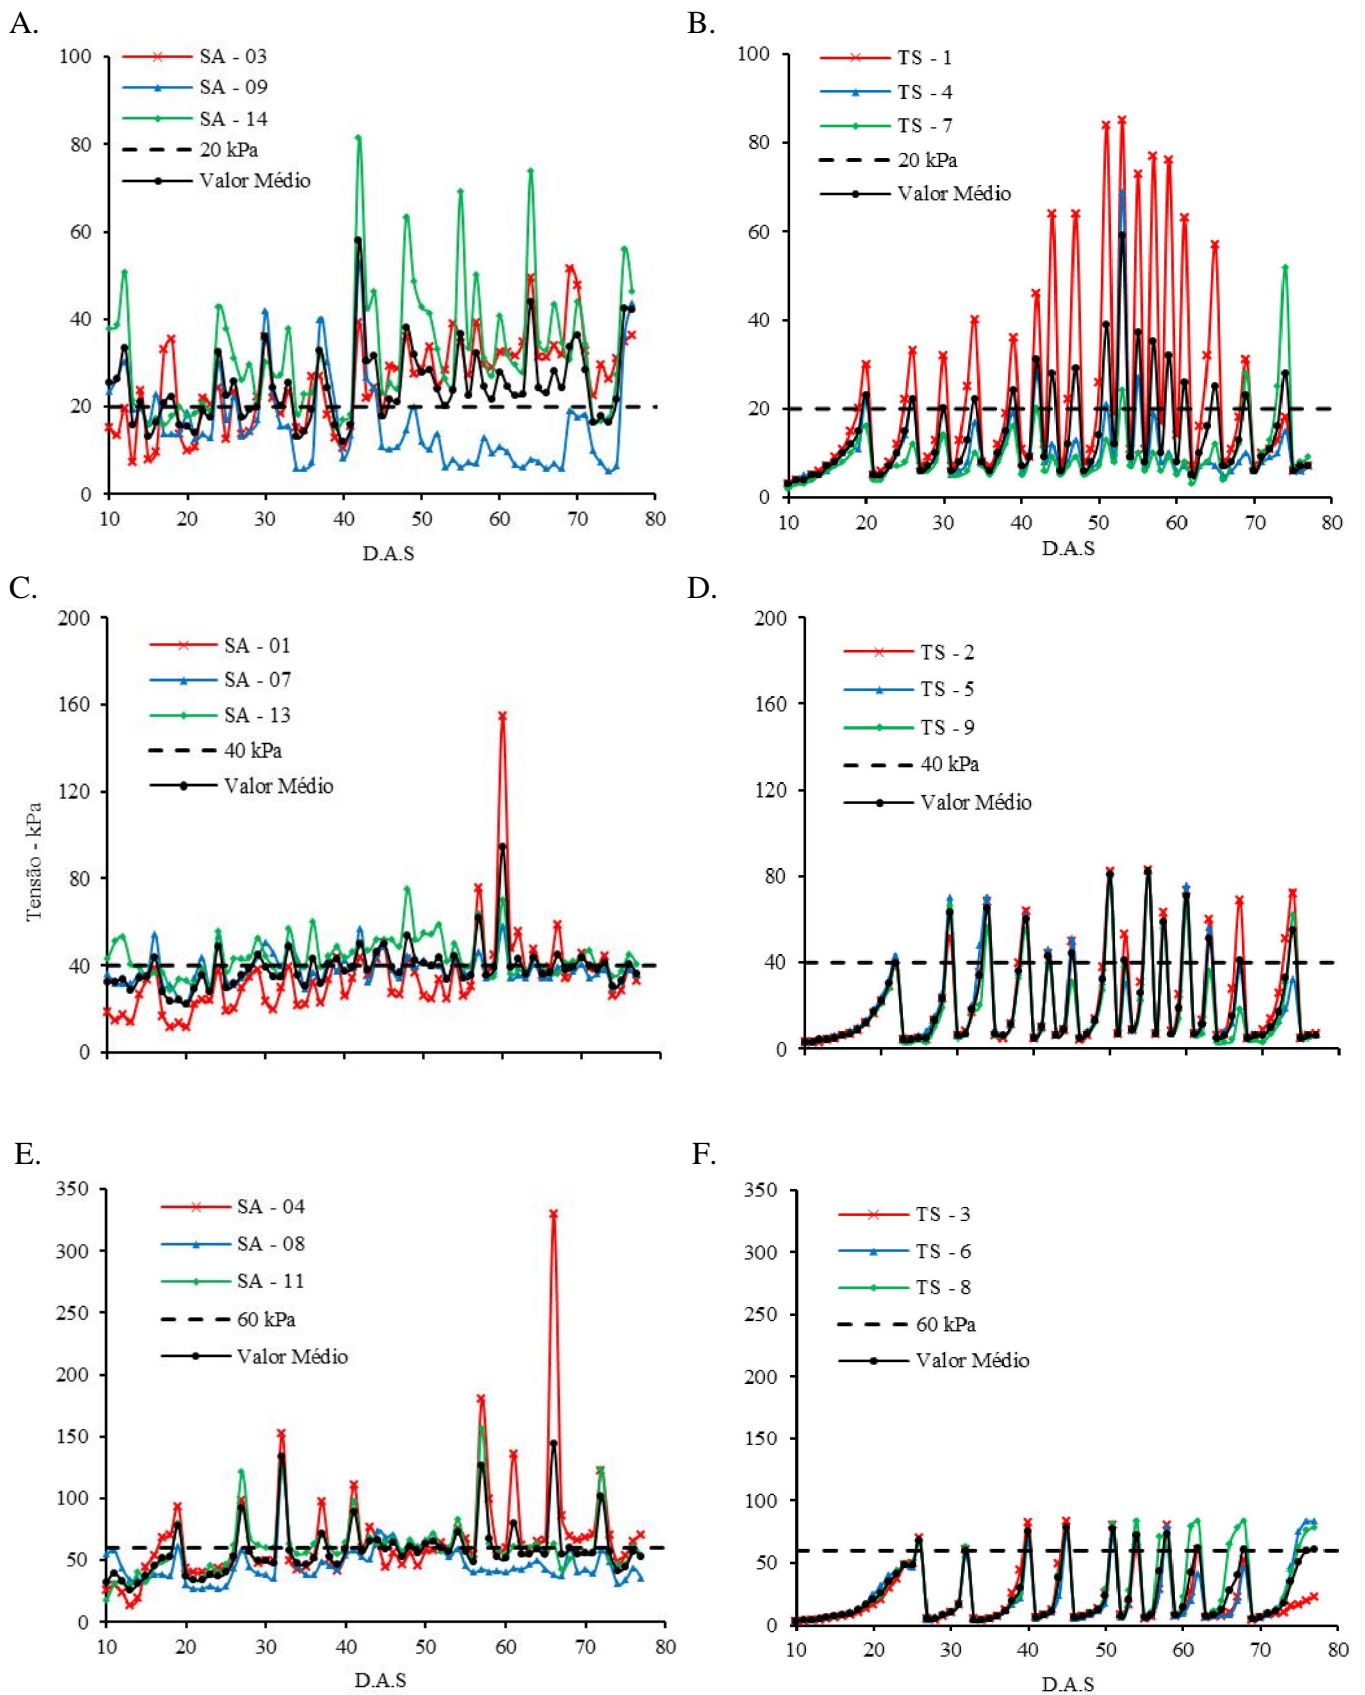 A.
SA - 03
SA - 09
SA - 14
20 kPa
Valor Médio
100
80
60
40
20
0
10 20 30 40 50 60 70 80
D.A.S
B.
TS - 1
TS - 4
TS - 7
20 kPa
Valor Médio
100
80
60
40
20
0
10 20 30 40 50 60 70 80
D.A.S
C.
SA - 01
SA - 07
SA - 13
40 kPa
Valor Médio
200
160
120
80
40
0
Tensão - kPa
D.
TS - 2
TS - 5
TS - 9
40 kPa
Valor Médio
200
160
120
80
40
0
E.
SA - 04
SA - 08
SA - 11
60 kPa
Valor Médio
350
300
250
200
150
100
50
0
10 20 30 40 50 60 70 80
D.A.S
F.
TS - 3
TS - 6
TS - 8
60 kPa
Valor Médio
350
300
250
200
150
100
50
0
10 20 30 40 50 60 70 80
D.A.S